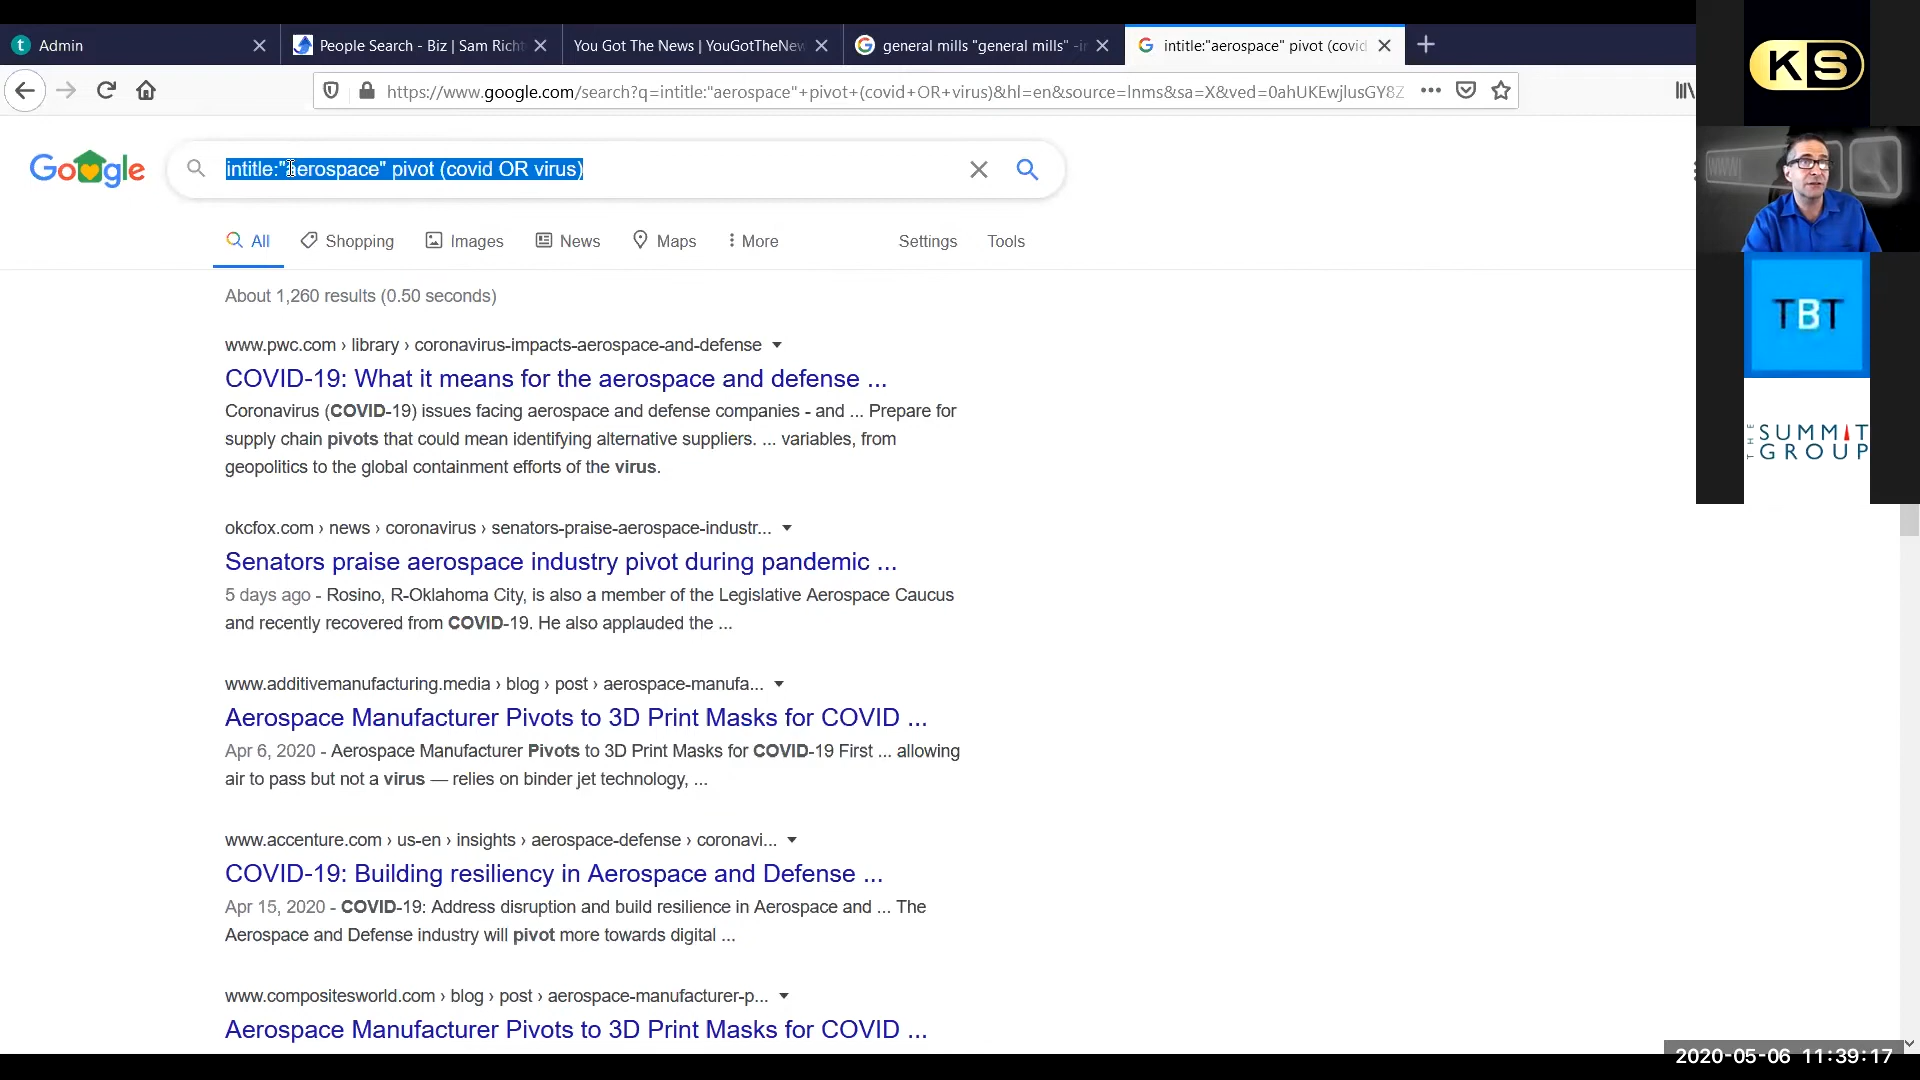 Admin
People Search - Biz | Sam Richt
You Got The News | YouGotTheNew
general mills "general mills" -in
intitle:"aerospace" pivot (covid
https://www.google.com/search?q=intitle:"aerospace"+pivot+(covid+OR+virus)&hl=en&source=lnms&sa=X&ved=0ahUKEwjlusGY8Z
Google
intitle:"aerospace" pivot (covid OR virus)
All
Shopping
Images
News
Maps
More
Settings
Tools
About 1,260 results (0.50 seconds)
www.pwc.com › library › coronavirus-impacts-aerospace-and-defense
COVID-19: What it means for the aerospace and defense ...
Coronavirus (COVID-19) issues facing aerospace and defense companies - and ... Prepare for
supply chain pivots that could mean identifying alternative suppliers. ... variables, from
geopolitics to the global containment efforts of the virus.
okcfox.com › news › coronavirus › senators-praise-aerospace-industr...
Senators praise aerospace industry pivot during pandemic ...
5 days ago - Rosino, R-Oklahoma City, is also a member of the Legislative Aerospace Caucus
and recently recovered from COVID-19. He also applauded the ...
www.additivemanufacturing.media › blog › post › aerospace-manufa...
Aerospace Manufacturer Pivots to 3D Print Masks for COVID ...
Apr 6, 2020 - Aerospace Manufacturer Pivots to 3D Print Masks for COVID-19 First ... allowing
air to pass but not a virus — relies on binder jet technology, ...
www.accenture.com › us-en › insights › aerospace-defense › coronavi...
COVID-19: Building resiliency in Aerospace and Defense ...
Apr 15, 2020 - COVID-19: Address disruption and build resilience in Aerospace and ... The
Aerospace and Defense industry will pivot more towards digital ...
www.compositesworld.com › blog › post › aerospace-manufacturer-p...
Aerospace Manufacturer Pivots to 3D Print Masks for COVID ...
KS
www
TBT
THE
SUMMIT
GROUP
2020-05-06 11:39:17